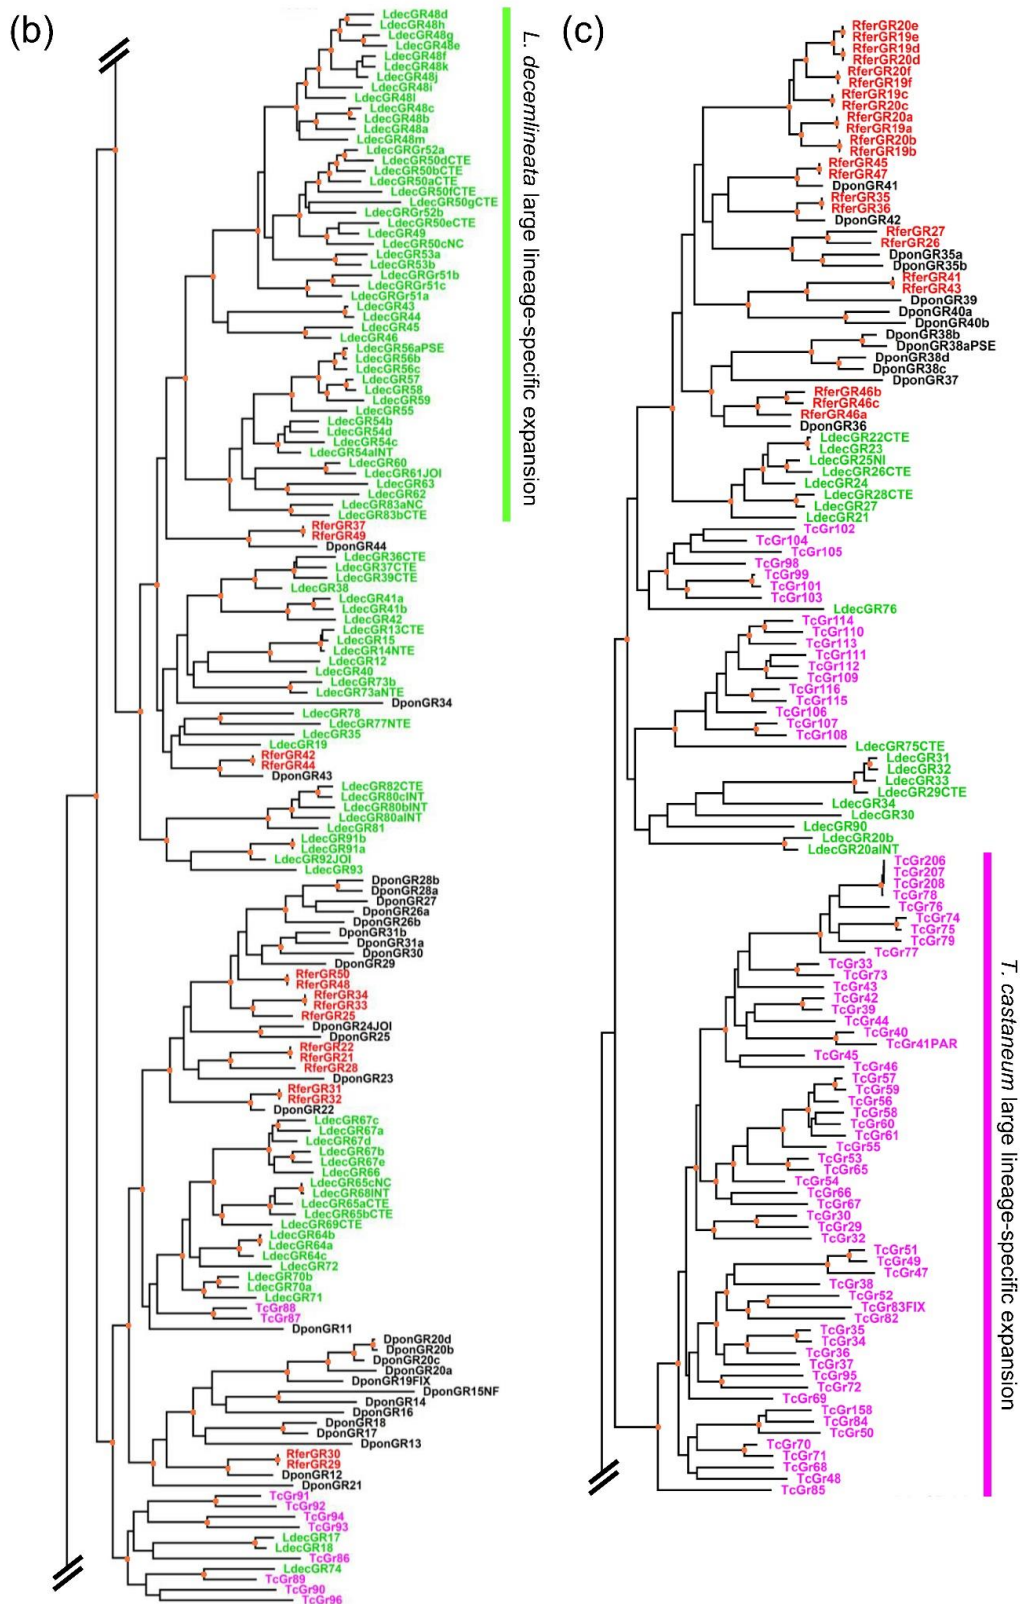 (b)
LdecGR48d
LdecGR48h
LdecGR48g
LdecGR48e
LdecGR48f
LdecGR48k
LdecGR48j
LdecGR48i
LdecGR48l
LdecGR48c
LdecGR48b
LdecGR48a
LdecGR48m
LdecGRGr52a
LdecGR50dCTE
LdecGR50bCTE
LdecGR50aCTE
LdecGR50fCTE
LdecGR50gCTE
LdecGRGr52b
LdecGR50eCTE
LdecGR49
LdecGR50cNC
LdecGR53a
LdecGR53b
LdecGRGr51b
LdecGRGr51c
LdecGRGr51a
LdecGR43
LdecGR44
LdecGR45
LdecGR46
LdecGR56aPSE
LdecGR56b
LdecGR56c
LdecGR57
LdecGR58
LdecGR59
LdecGR55
LdecGR54b
LdecGR54d
LdecGR54c
LdecGR54aINT
LdecGR60
LdecGR61JOI
LdecGR63
LdecGR62
LdecGR83aNC
LdecGR83bCTE
RferGR37
RferGR49
DponGR44
LdecGR36CTE
LdecGR37CTE
LdecGR39CTE
LdecGR38
LdecGR41a
LdecGR41b
LdecGR42
LdecGR13CTE
LdecGR15
LdecGR14NTE
LdecGR12
LdecGR40
LdecGR73b
LdecGR73aNTE
DponGR34
LdecGR78
LdecGR77NTE
LdecGR35
LdecGR19
RferGR42
RferGR44
DponGR43
LdecGR82CTE
LdecGR80cINT
LdecGR80bINT
LdecGR80aINT
LdecGR81
LdecGR91b
LdecGR91a
LdecGR92JOI
LdecGR93
DponGR28b
DponGR28a
DponGR27
DponGR26a
DponGR26b
DponGR31b
DponGR31a
DponGR30
DponGR29
RferGR50
RferGR48
RferGR34
RferGR33
RferGR25
DponGR24JOI
DponGR25
RferGR22
RferGR21
RferGR28
DponGR23
RferGR31
RferGR32
DponGR22
LdecGR67c
LdecGR67a
LdecGR67d
LdecGR67b
LdecGR67e
LdecGR66
LdecGR65cNC
LdecGR68INT
LdecGR65aCTE
LdecGR65bCTE
LdecGR69CTE
LdecGR64b
LdecGR64a
LdecGR64c
LdecGR72
LdecGR70b
LdecGR70a
LdecGR71
TcGr88
TcGr87
DponGR11
DponGR20d
DponGR20b
DponGR20c
DponGR20a
DponGR19FIX
DponGR15NF
DponGR14
DponGR16
DponGR18
DponGR17
DponGR13
RferGR30
RferGR29
DponGR12
DponGR21
TcGr91
TcGr92
TcGr94
TcGr93
LdecGR17
LdecGR18
TcGr86
LdecGR74
TcGr89
TcGr90
TcGr96
L. decemlineata large lineage-specific expansion
(c)
RferGR20e
RferGR19e
RferGR19d
RferGR20d
RferGR20f
RferGR19f
RferGR19c
RferGR20c
RferGR20a
RferGR19a
RferGR20b
RferGR19b
RferGR45
RferGR47
DponGR41
RferGR35
RferGR36
DponGR42
RferGR27
RferGR26
DponGR35a
DponGR35b
RferGR41
RferGR43
DponGR39
DponGR40a
DponGR40b
DponGR38b
DponGR38aPSE
DponGR38d
DponGR38c
DponGR37
RferGR46b
RferGR46c
RferGR46a
DponGR36
LdecGR22CTE
LdecGR23
LdecGR25NI
LdecGR26CTE
LdecGR24
LdecGR28CTE
LdecGR27
LdecGR21
TcGr102
TcGr104
TcGr105
TcGr98
TcGr99
TcGr101
TcGr103
LdecGR76
TcGr114
TcGr110
TcGr113
TcGr111
TcGr112
TcGr109
TcGr116
TcGr115
TcGr106
TcGr107
TcGr108
LdecGR75CTE
LdecGR31
LdecGR32
LdecGR33
LdecGR29CTE
LdecGR34
LdecGR30
LdecGR90
LdecGR20b
LdecGR20aINT
TcGr206
TcGr207
TcGr208
TcGr78
TcGr76
TcGr74
TcGr75
TcGr79
TcGr77
TcGr33
TcGr73
TcGr43
TcGr42
TcGr39
TcGr44
TcGr40
TcGr41PAR
TcGr45
TcGr46
TcGr57
TcGr59
TcGr56
TcGr58
TcGr60
TcGr61
TcGr55
TcGr53
TcGr65
TcGr54
TcGr66
TcGr67
TcGr30
TcGr29
TcGr32
TcGr51
TcGr49
TcGr47
TcGr38
TcGr52
TcGr83FIX
TcGr82
TcGr35
TcGr34
TcGr36
TcGr37
TcGr95
TcGr72
TcGr69
TcGr158
TcGr84
TcGr50
TcGr70
TcGr71
TcGr68
TcGr48
TcGr85
T. castaneum large lineage-specific expansion